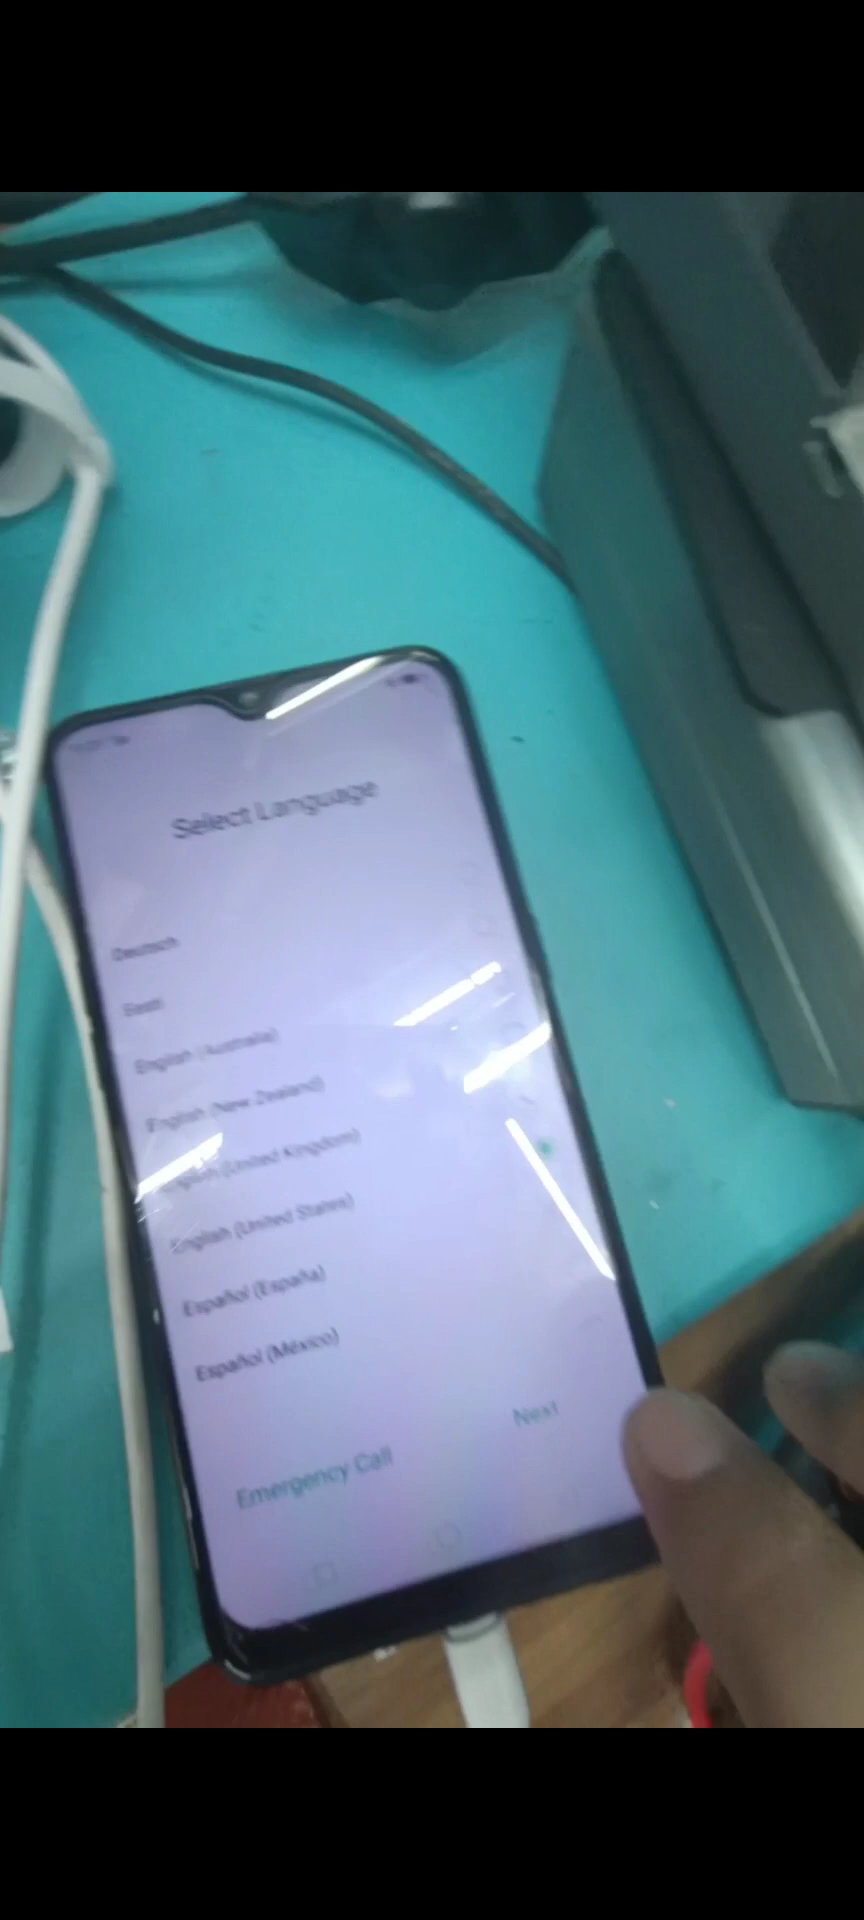 Select Language
Deutsch
Eesti
English (Australia)
English (New Zealand)
English (United Kingdom)
English (United States)
Español (España)
Español (México)
Next
Emergency Call